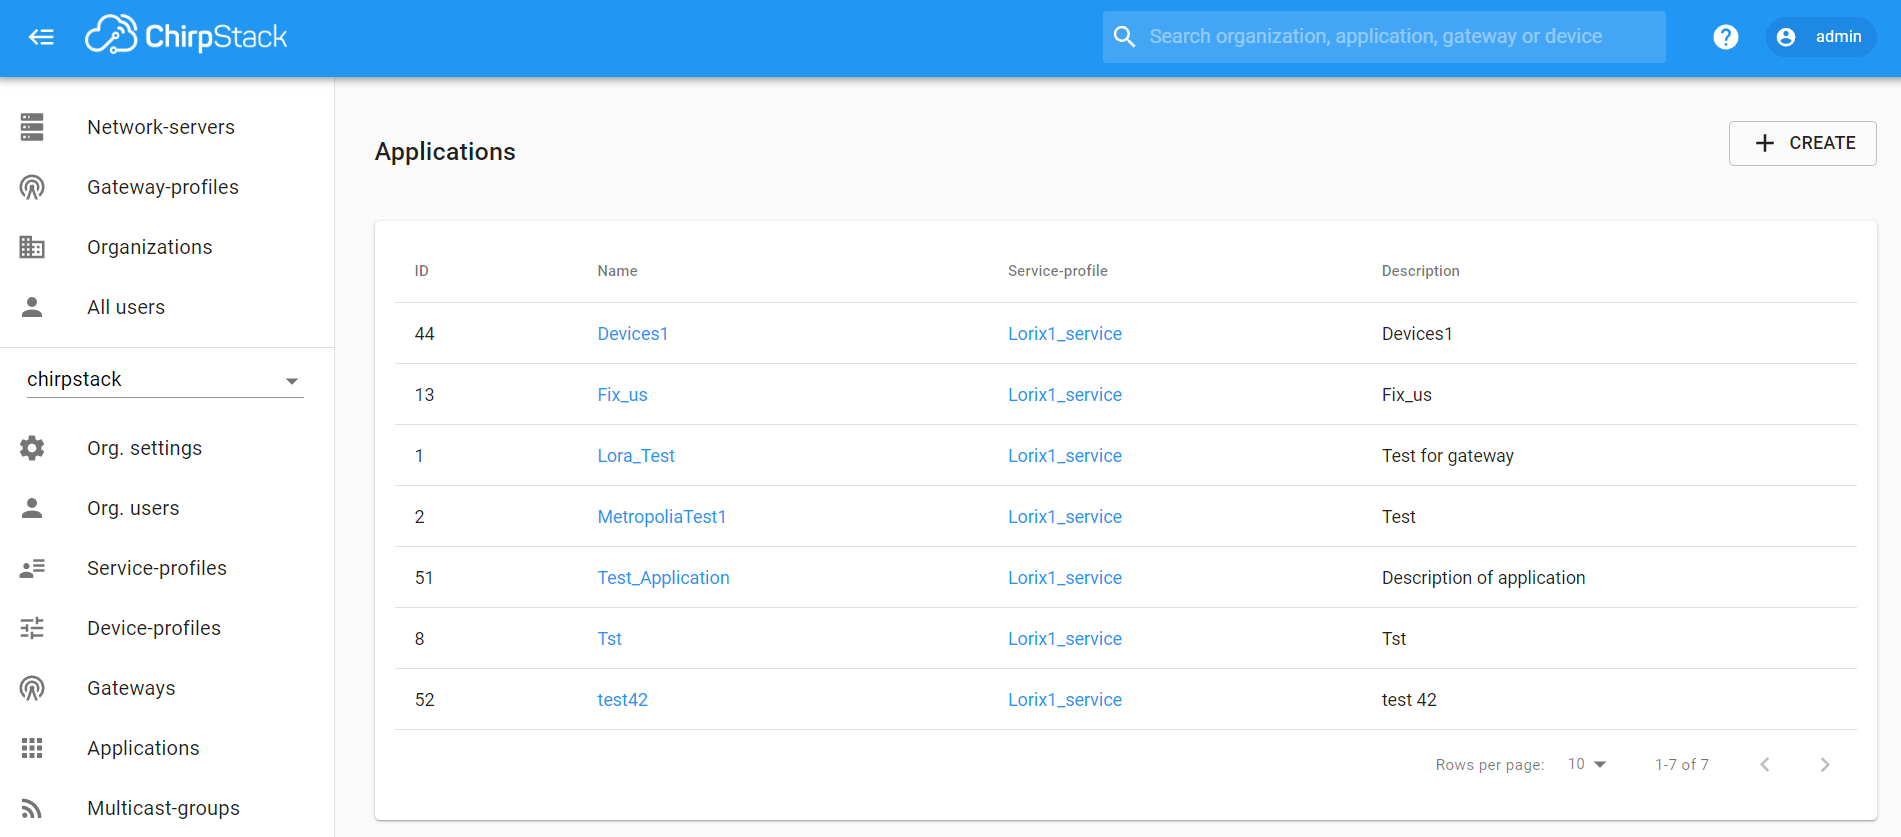 ChirpStack
Search organization, application, gateway or device
?
admin
Network-servers
Gateway-profiles
Organizations
All users
chirpstack
Org. settings
Org. users
Service-profiles
Device-profiles
Gateways
Applications
Multicast-groups
Applications
CREATE
ID Name Service-profile Description
44 Devices1 Lorix1_service Devices1
13 Fix_us Lorix1_service Fix_us
1 Lora_Test Lorix1_service Test for gateway
2 MetropoliaTest1 Lorix1_service Test
51 Test_Application Lorix1_service Description of application
8 Tst Lorix1_service Tst
52 test42 Lorix1_service test 42
Rows per page: 10 1-7 of 7